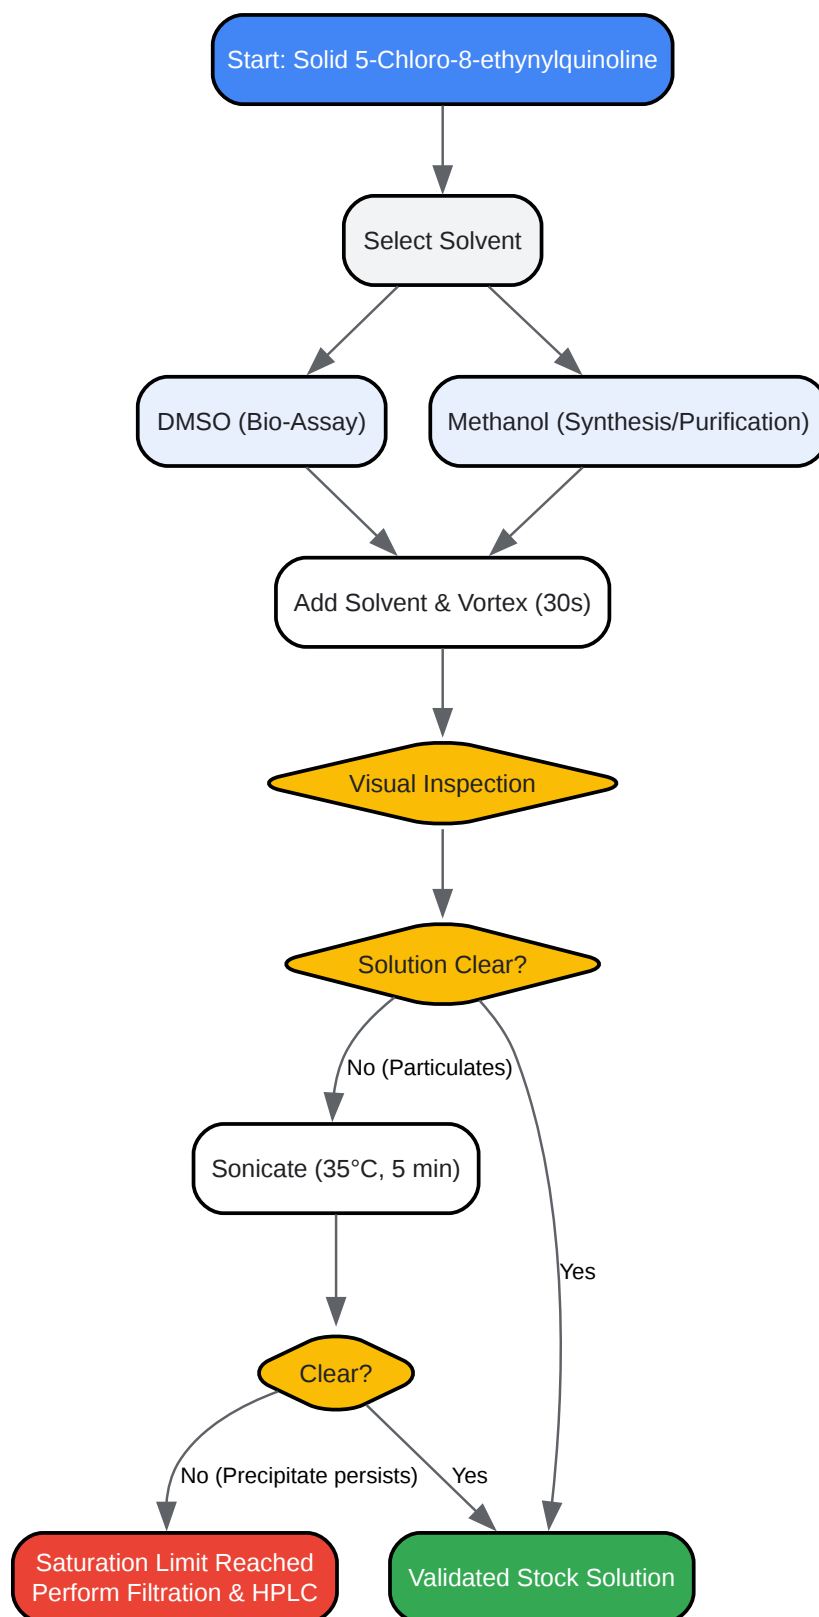 Start: Solid 5-Chloro-8-ethynylquinoline
Select Solvent
DMSO (Bio-Assay)
Methanol (Synthesis/Purification)
Add Solvent & Vortex (30s)
Visual Inspection
Solution Clear?
No (Particulates)
Sonicate (35°C, 5 min)
Yes
Clear?
No (Precipitate persists)
Yes
Saturation Limit Reached
Perform Filtration & HPLC
Validated Stock Solution